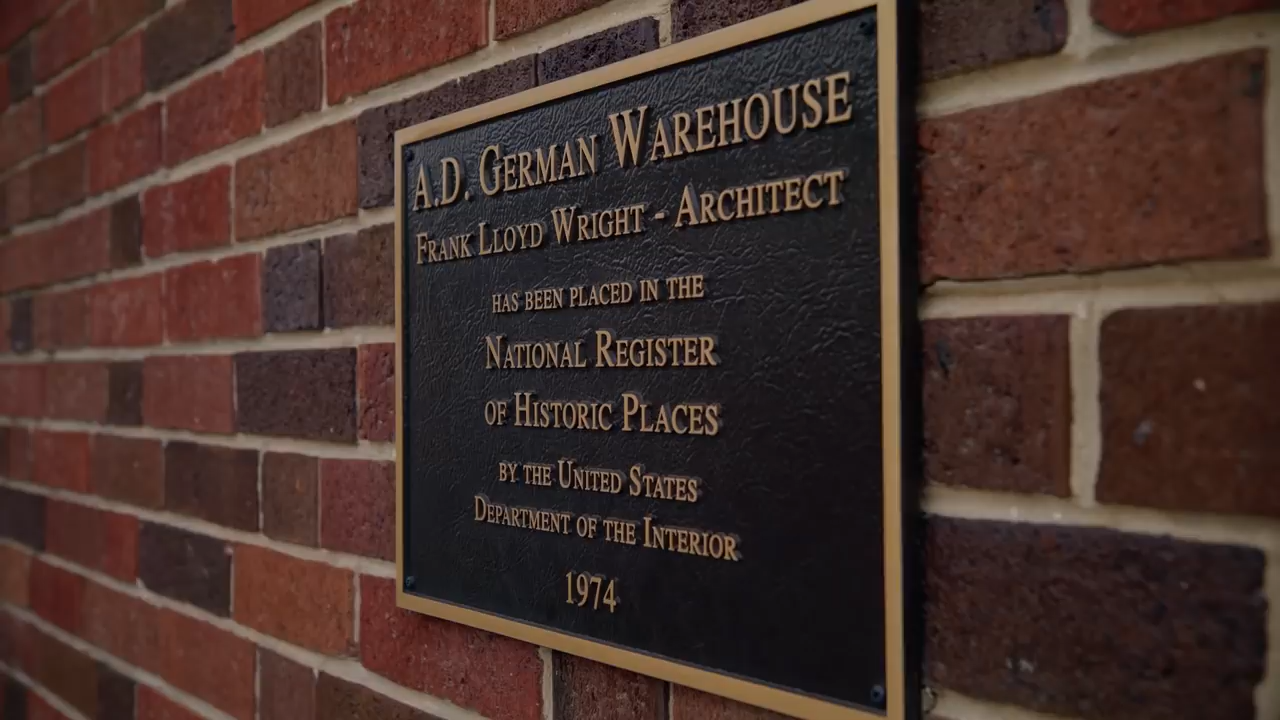 A.D. German Warehouse
Frank Lloyd Wright - Architect
has been placed in the
National Register
of Historic Places
by the United States
Department of the Interior
1974